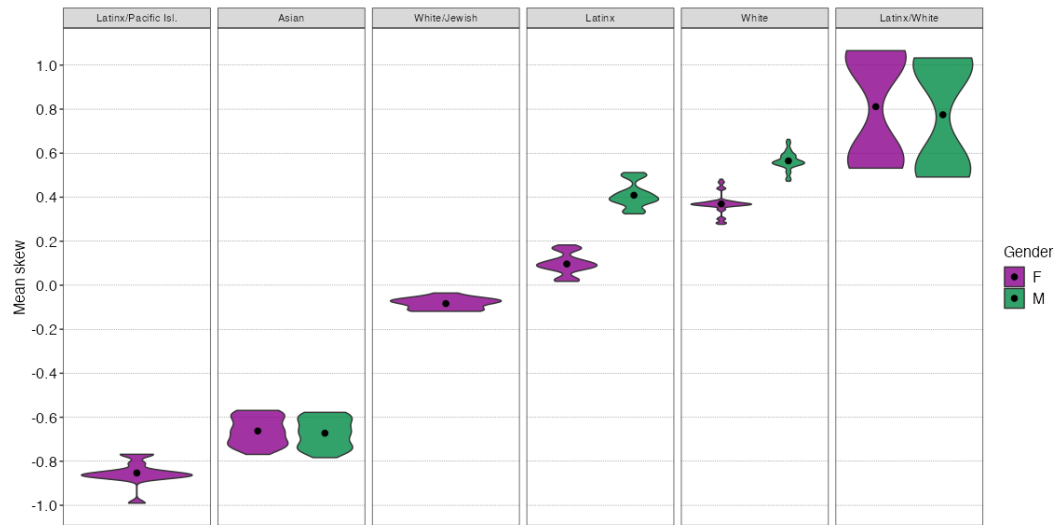 Latinx/Pacific Isl.
Asian
White/Jewish
Latinx
White
Latinx/White
Mean skew
1.0
0.8
0.6
0.4
0.2
0.0
-0.2
-0.4
-0.6
-0.8
-1.0
Gender
F
M